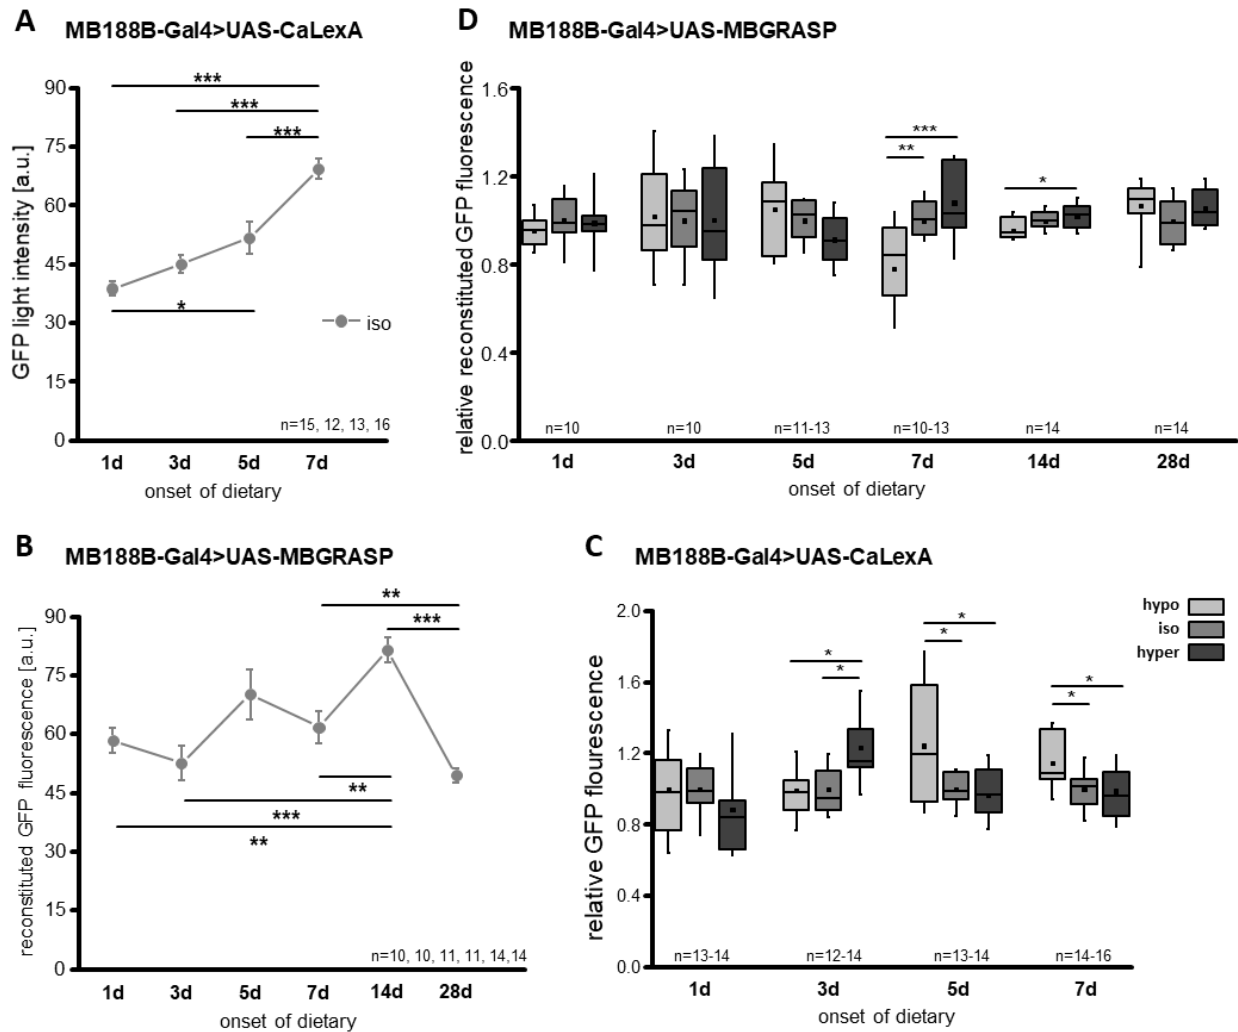 A MB188B-Gal4>UAS-CaLexA
90
75
60
45
30
15
0
GFP light intensity [a.u.]
***
***
***
*
iso
n=15, 12, 13, 16
1d 3d 5d 7d
onset of dietary
D MB188B-Gal4>UAS-MBGRASP
1.6
1.2
0.8
0.4
0.0
relative reconstituted GFP fluorescence
***
**
*
n=10 n=10 n=11-13 n=10-13 n=14 n=14
1d 3d 5d 7d 14d 28d
onset of dietary
B MB188B-Gal4>UAS-MBGRASP
90
75
60
45
30
15
0
reconstituted GFP fluorescence [a.u.]
**
***
**
***
**
n=10, 10, 11, 11, 14,14
1d 3d 5d 7d 14d 28d
onset of dietary
C MB188B-Gal4>UAS-CaLexA
2.0
1.6
1.2
0.8
0.4
0.0
relative GFP flourescence
*
*
*
*
*
*
hypo
iso
hyper
n=13-14 n=12-14 n=13-14 n=14-16
1d 3d 5d 7d
onset of dietary